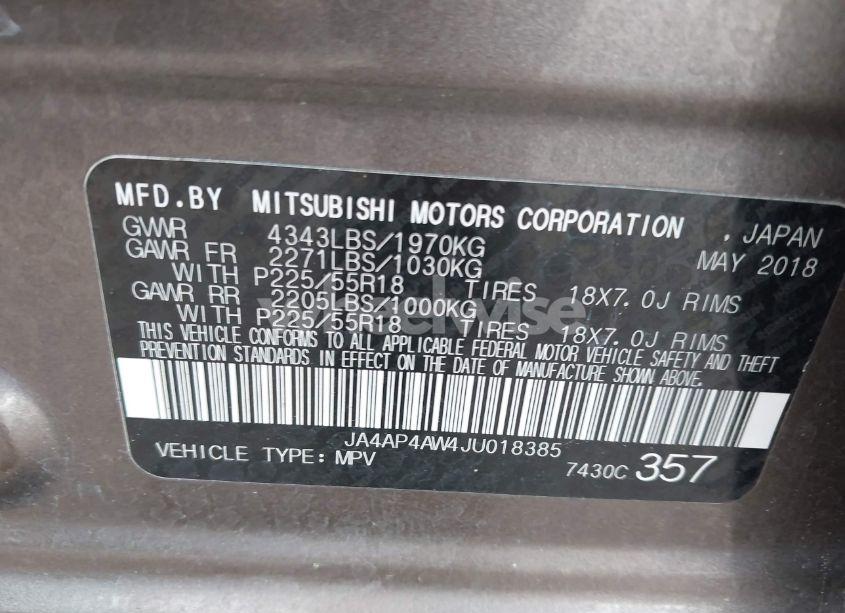 MFD.BY MITSUBISHI MOTORS CORPORATION , JAPAN
GVWR 4343LBS/1970KG MAY 2018
GAWR FR 2271LBS/1030KG
WITH P225/55R18 TIRES 18X7.0J RIMS
GAWR RR 2205LBS/1000KG
WITH P225/55R18 TIRES 18X7.0J RIMS
THIS VEHICLE CONFORMS TO ALL APPLICABLE FEDERAL MOTOR VEHICLE SAFETY AND THEFT
PREVENTION STANDARDS IN EFFECT ON THE DATE OF MANUFACTURE SHOWN ABOVE.
JA4AP4AW4JU018385
VEHICLE TYPE:MPV 7430C 357
wheelwise